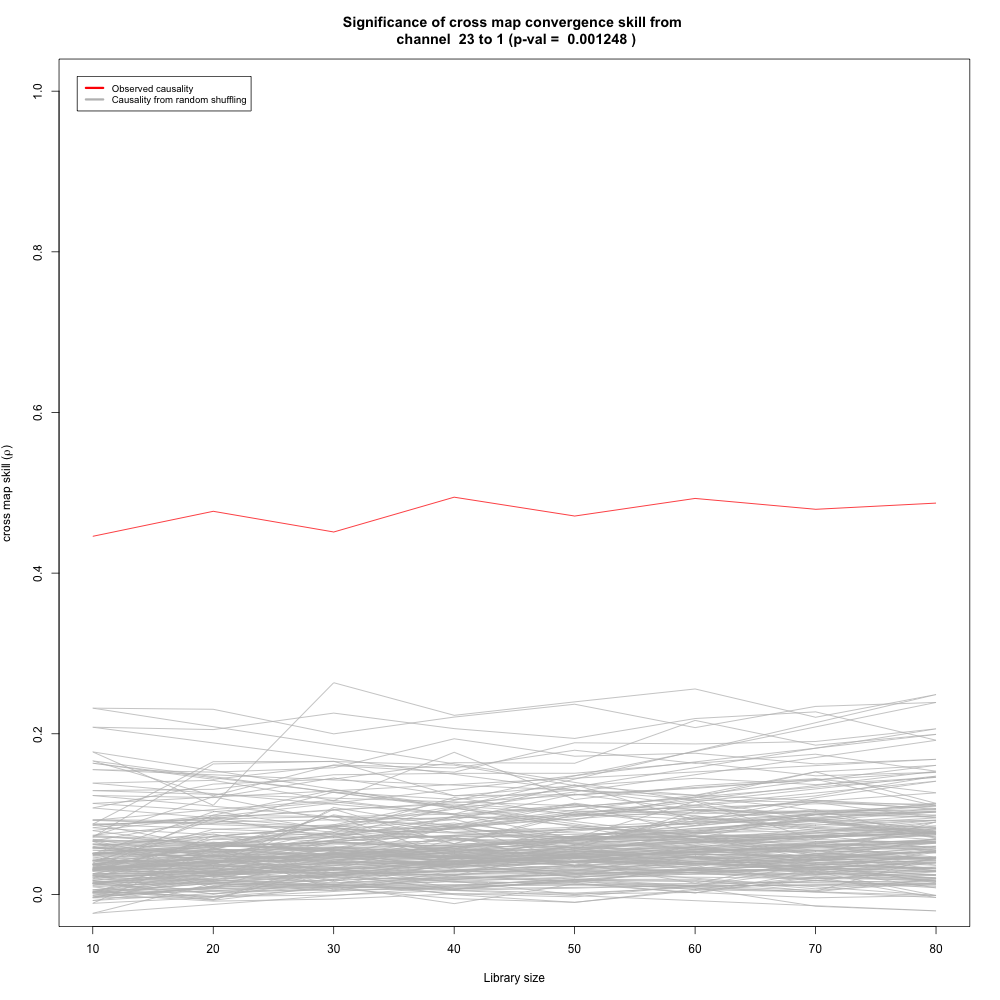 Significance of cross map convergence skill from
channel  23 to 1 (p-val =  0.001248 )
Observed causality
Causality from random shuffling
cross map skill (ρ)
1.0
0.8
0.6
0.4
0.2
0.0
10 20 30 40 50 60 70 80
Library size